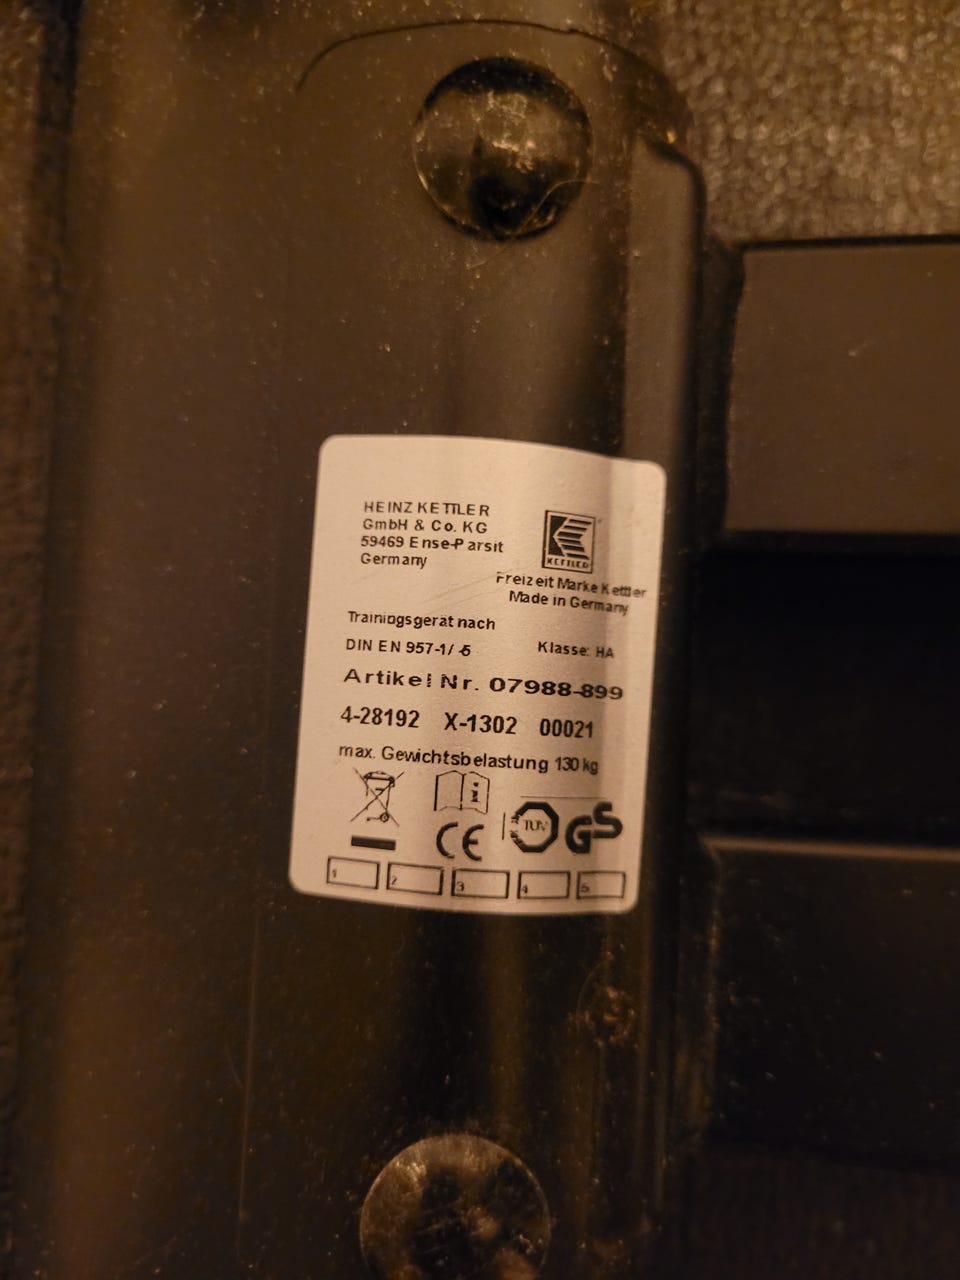 HEINZ KETTLER
GmbH & Co. KG
59469 Ense-Parsit
Germany
KETTLER
Freizeit Marke Kettler
Made in Germany
Trainingsgerät nach
DIN EN 957-1/ -5
Klasse: HA
Artikel Nr. 07988-899
4-28192 X-1302 00021
max. Gewichtsbelastung 130 kg
CE
TÜV
GS
1 2 3 4 5